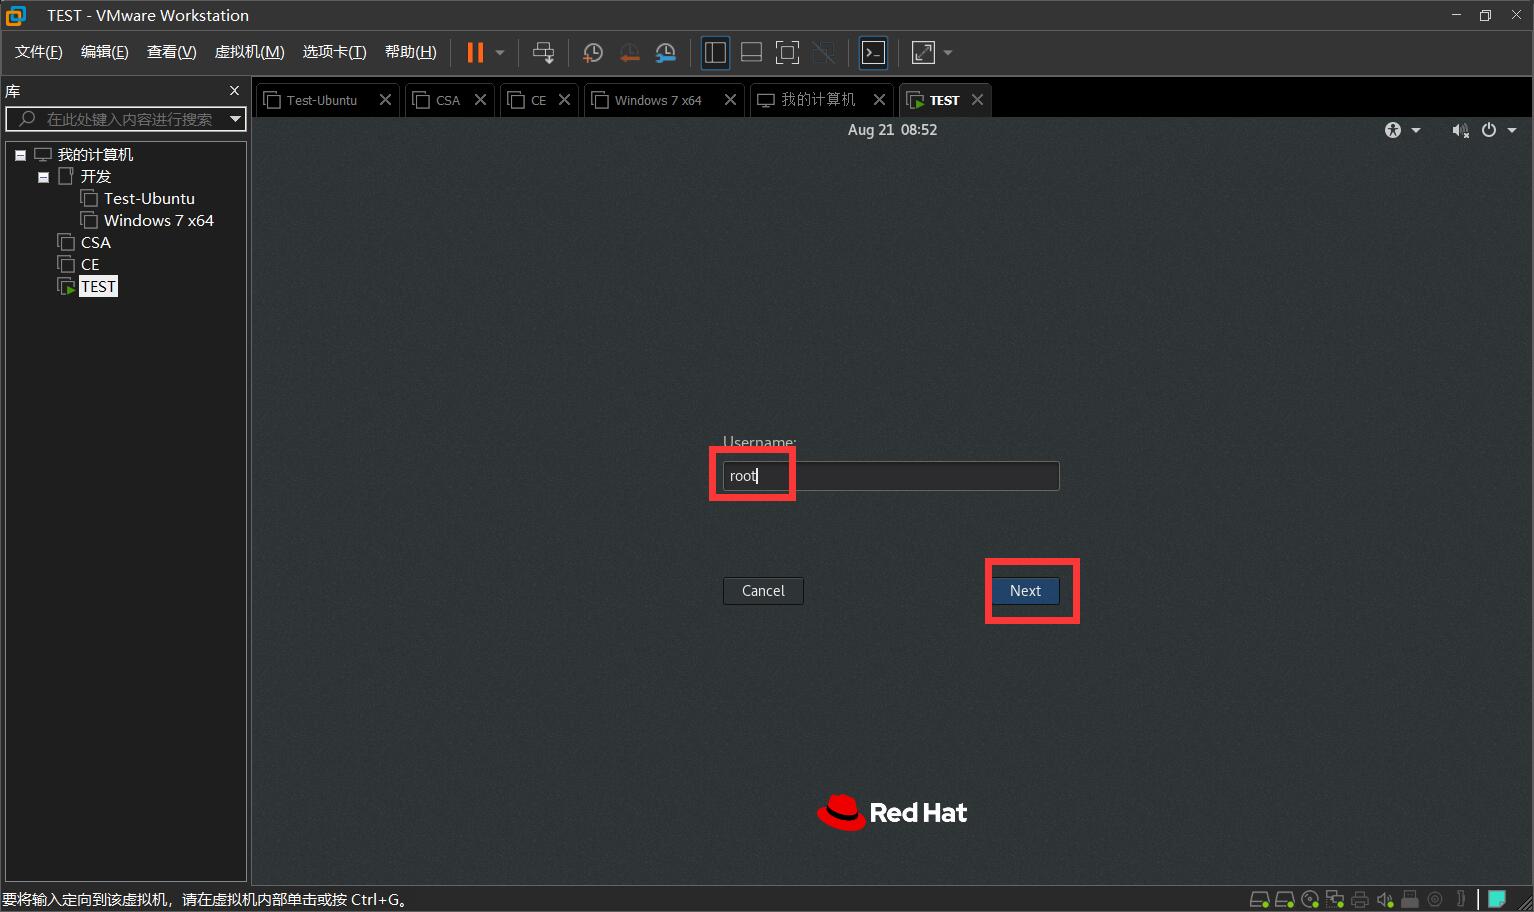 TEST - VMware Workstation
文件(F) 编辑(E) 查看(V) 虚拟机(M) 选项卡(T) 帮助(H)
库
在此处键入内容进行搜索
我的计算机
开发
Test-Ubuntu
Windows 7 x64
CSA
CE
TEST
Test-Ubuntu CSA CE Windows 7 x64 我的计算机 TEST
Aug 21 08:52
Username:
root
Cancel Next
Red Hat
要将输入定向到该虚拟机，请在虚拟机内部单击或按 Ctrl+G。